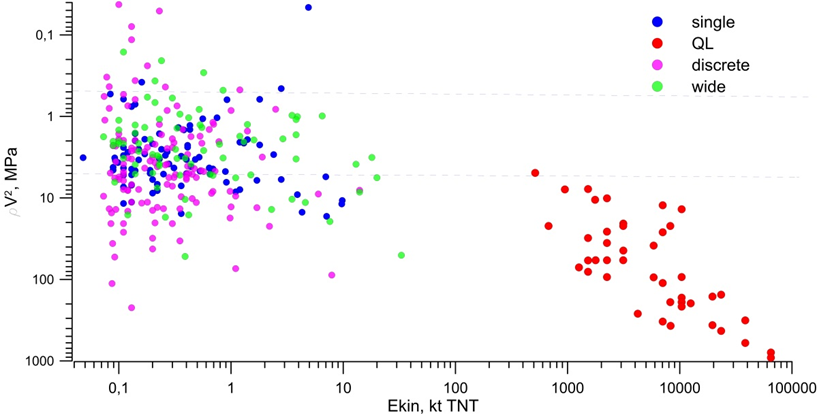 single
QL
discrete
wide
0,1
1
10
100
1000
ρV², MPa
0,1 1 10 100 1000 10000 100000
Ekin, kt TNT